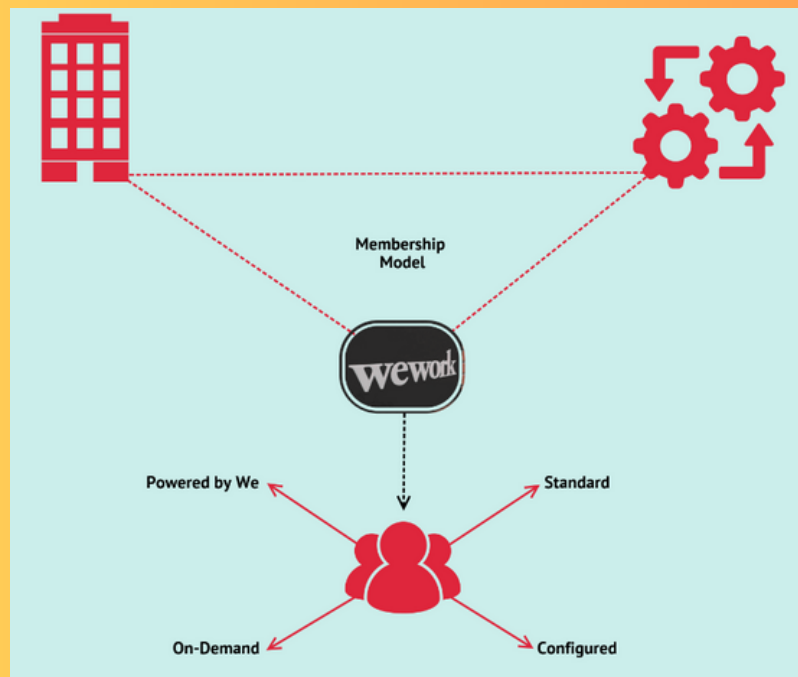 Membership
Model
wework
Powered by We
Standard
On-Demand
Configured